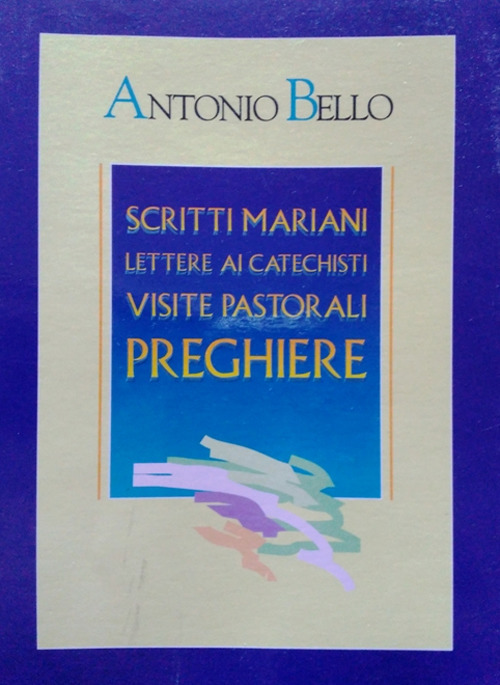 ANTONIO BELLO
SCRITTI MARIANI
LETTERE AI CATECHISTI
VISITE PASTORALI
PREGHIERE